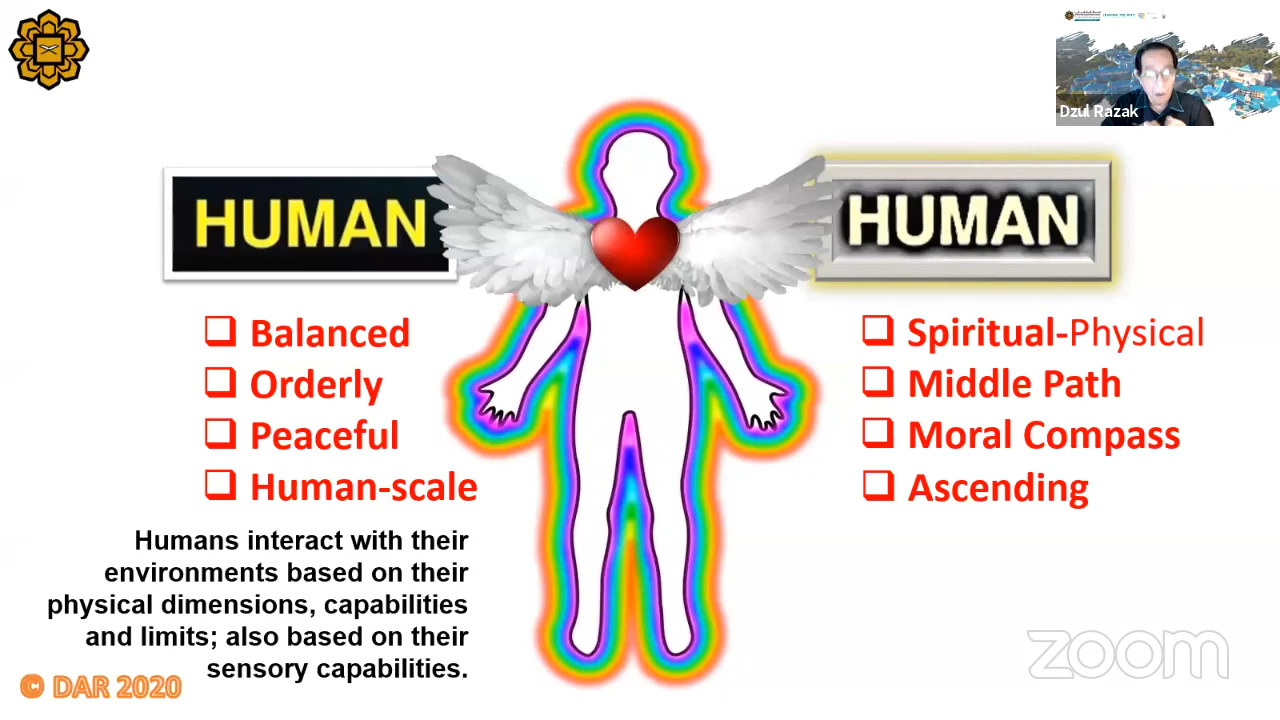 Dzul Razak
HUMAN
HUMAN
Balanced
Orderly
Peaceful
Human-scale
Humans interact with their
environments based on their
physical dimensions, capabilities
and limits; also based on their
sensory capabilities.
Spiritual-Physical
Middle Path
Moral Compass
Ascending
© DAR 2020
zoom